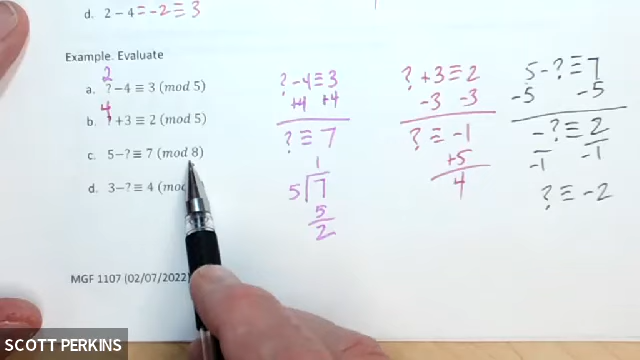 d. 2 − 4 = −2 ≡ 3
Example. Evaluate
2
a. ? − 4 ≡ 3 (mod 5)
4
b. ? + 3 ≡ 2 (mod 5)
c. 5−? ≡ 7 (mod 8)
d. 3−? ≡ 4 (mod
MGF 1107 (02/07/2022)
? − 4 ≡ 3
+4 +4
? ≡ 7
1
5 7
5
2
? + 3 ≡ 2
−3 −3
? ≡ −1
+5
4
5 − ? ≡ 7
−5 −5
−? ≡ 2
−1 −1
? ≡ −2
SCOTT PERKINS